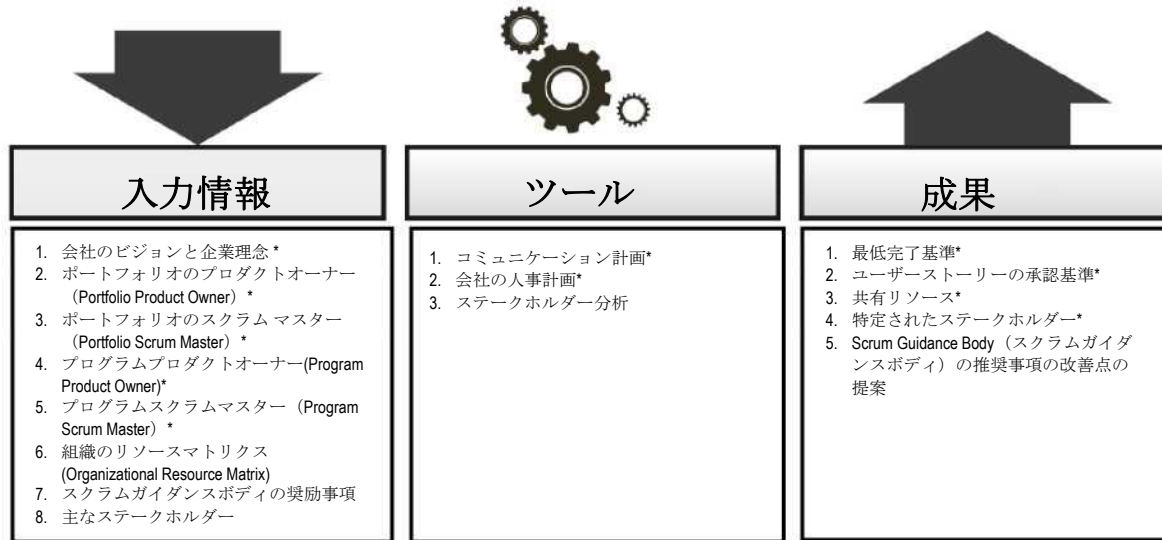 入力情報
1. 会社のビジョンと企業理念 *
2. ポートフォリオのプロダクトオーナー
（Portfolio Product Owner）*
3. ポートフォリオのスクラム マスター
（Portfolio Scrum Master）*
4. プログラムプロダクトオーナー(Program
Product Owner)*
5. プログラムスクラムマスター（Program
Scrum Master）*
6. 組織のリソースマトリクス
(Organizational Resource Matrix)
7. スクラムガイダンスボディの奨励事項
8. 主なステークホルダー
ツール
1. コミュニケーション計画*
2. 会社の人事計画*
3. ステークホルダー分析
成果
1. 最低完了基準*
2. ユーザーストーリーの承認基準*
3. 共有リソース*
4. 特定されたステークホルダー*
5. Scrum Guidance Body（スクラムガイダ
ンスボディ）の推奨事項の改善点の
提案